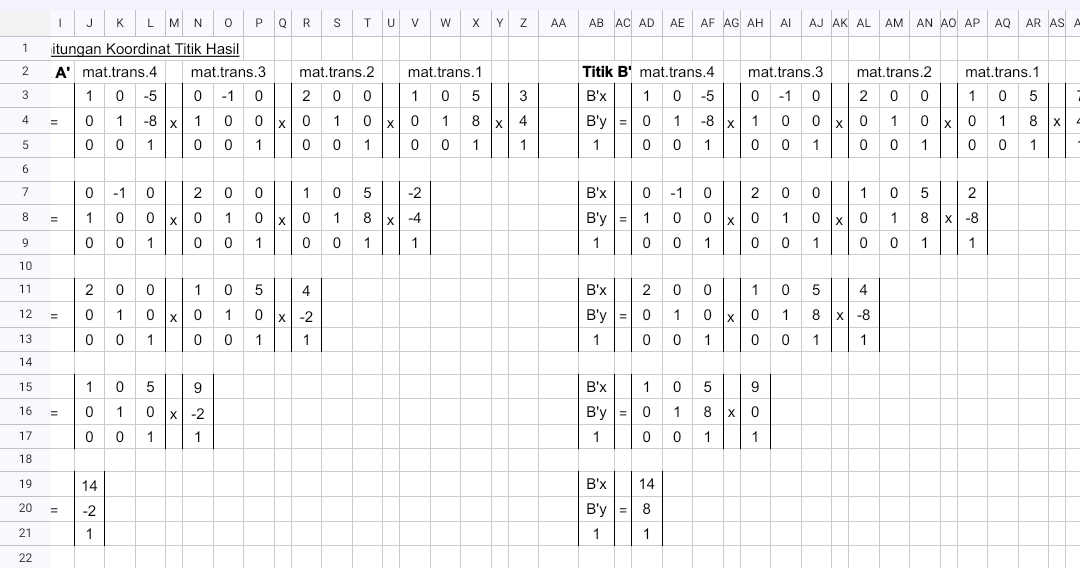 I J K L M N O P Q R S T U V W X Y Z AA AB AC AD AE AF AG AH AI AJ AK AL AM AN AO AP AQ AR AS
1 itungan Koordinat Titik Hasil
2 A' mat.trans.4 mat.trans.3 mat.trans.2 mat.trans.1 Titik B' mat.trans.4 mat.trans.3 mat.trans.2 mat.trans.1
3 1 0 -5 0 -1 0 2 0 0 1 0 5 3 B'x 1 0 -5 0 -1 0 2 0 0 1 0 5
4 = 0 1 -8 x 1 0 0 x 0 1 0 x 0 1 8 x 4 B'y = 0 1 -8 x 1 0 0 x 0 1 0 x 0 1 8 x
5 0 0 1 0 0 1 0 0 1 0 0 1 1 1 0 0 1 0 0 1 0 0 1 0 0 1
6
7 0 -1 0 2 0 0 1 0 5 -2 B'x 0 -1 0 2 0 0 1 0 5 2
8 = 1 0 0 x 0 1 0 x 0 1 8 x -4 B'y = 1 0 0 x 0 1 0 x 0 1 8 x -8
9 0 0 1 0 0 1 0 0 1 1 1 0 0 1 0 0 1 0 0 1 1
10
11 2 0 0 1 0 5 4 B'x 2 0 0 1 0 5 4
12 = 0 1 0 x 0 1 0 x -2 B'y = 0 1 0 x 0 1 8 x -8
13 0 0 1 0 0 1 1 1 0 0 1 0 0 1 1
14
15 1 0 5 9 B'x 1 0 5 9
16 = 0 1 0 x -2 B'y = 0 1 8 x 0
17 0 0 1 1 1 0 0 1 1
18
19 14 B'x 14
20 = -2 B'y = 8
21 1 1 1
22